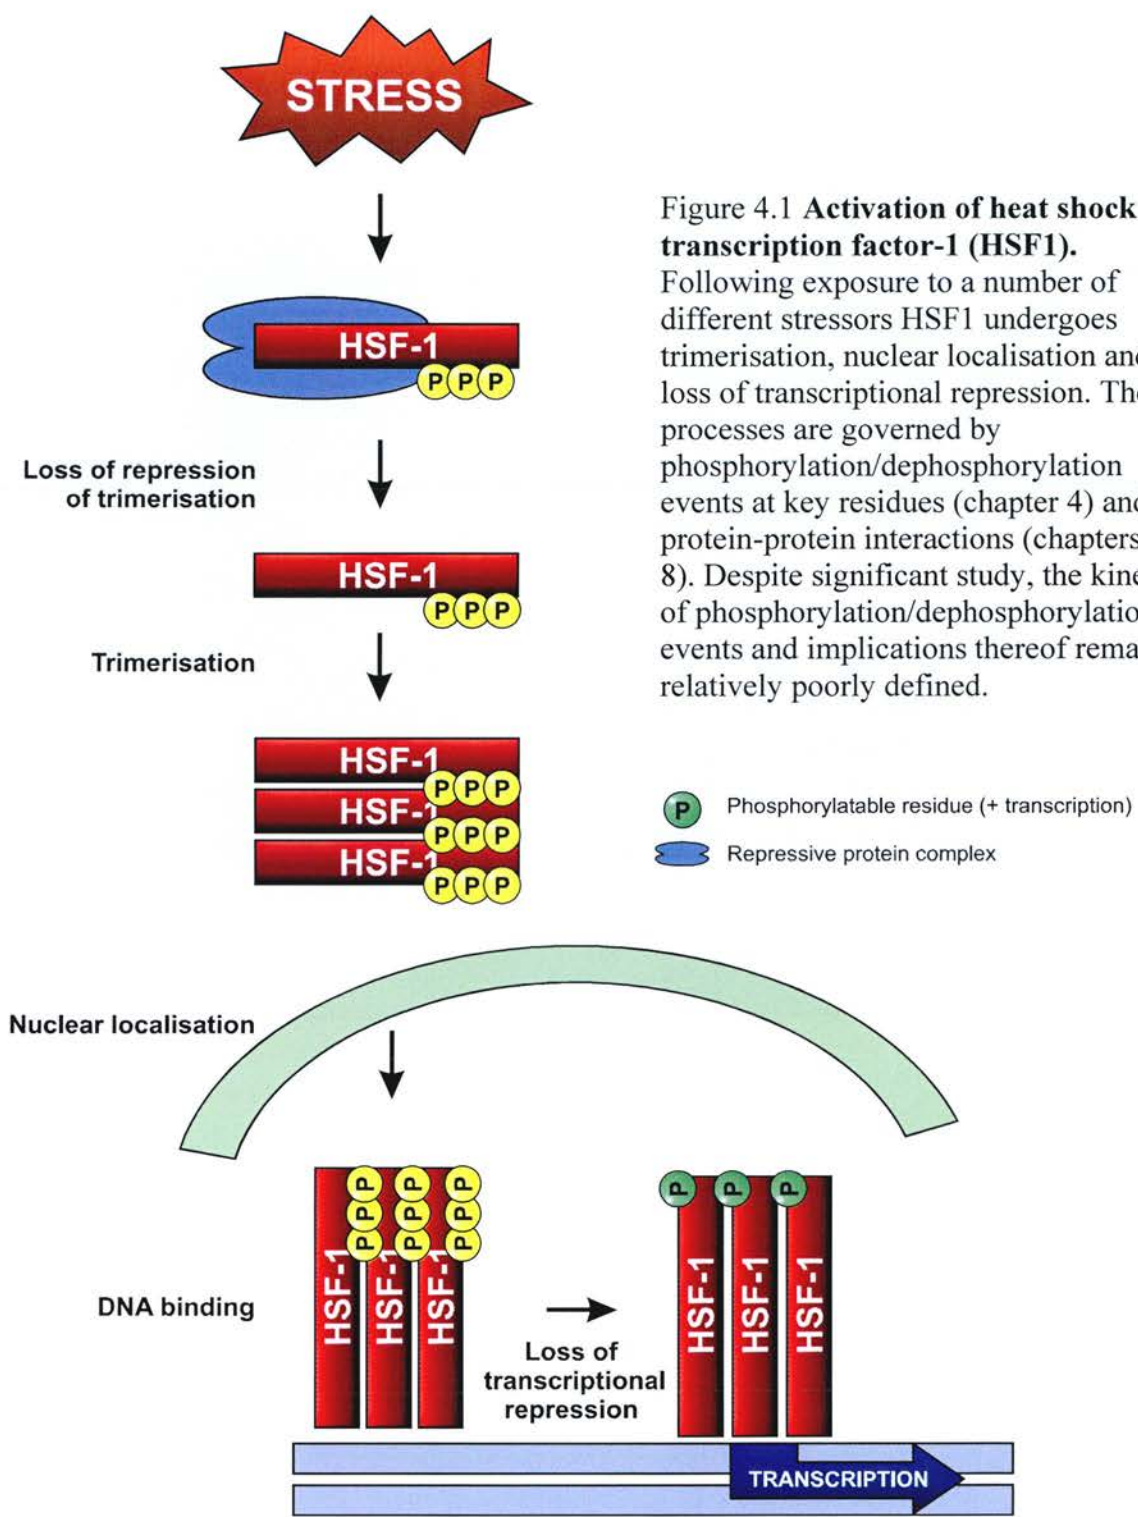 STRESS
HSF-1
P P P
Loss of repression
of trimerisation
HSF-1
P P P
Trimerisation
HSF-1
P P P
HSF-1
P P P
HSF-1
P P P
Figure 4.1 Activation of heat shock
transcription factor-1 (HSF1).
Following exposure to a number of
different stressors HSF1 undergoes
trimerisation, nuclear localisation and
loss of transcriptional repression.
processes are governed by
phosphorylation/dephosphorylation
events at key residues (chapter 4) and
protein-protein interactions (chapters
8). Despite significant study, the
of phosphorylation/dephosphorylation
events and implications thereof
relatively poorly defined.
P Phosphorylatable residue (+ transcription)
Repressive protein complex
Nuclear localisation
P P P
P P P
P P P
HSF-1 HSF-1 HSF-1
P P P
HSF-1 HSF-1 HSF-1
DNA binding
Loss of
transcriptional
repression
TRANSCRIPTION